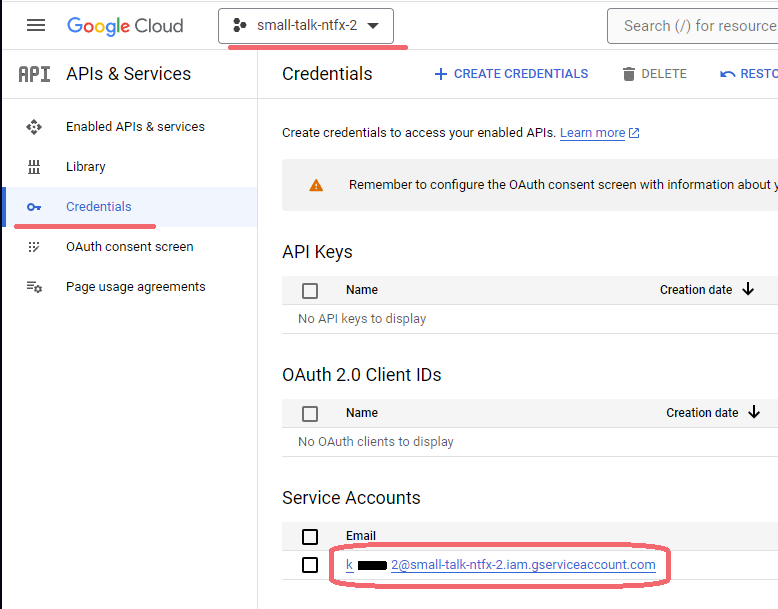 Google Cloud
small-talk-ntfx-2
Search (/) for resource
API APIs & Services
Credentials
+ CREATE CREDENTIALS
DELETE
RESTO
Enabled APIs & services
Library
Credentials
OAuth consent screen
Page usage agreements
Create credentials to access your enabled APIs. Learn more
Remember to configure the OAuth consent screen with information about y
API Keys
Name Creation date
No API keys to display
OAuth 2.0 Client IDs
Name Creation date
No OAuth clients to display
Service Accounts
Email
k 2@small-talk-ntfx-2.iam.gserviceaccount.com